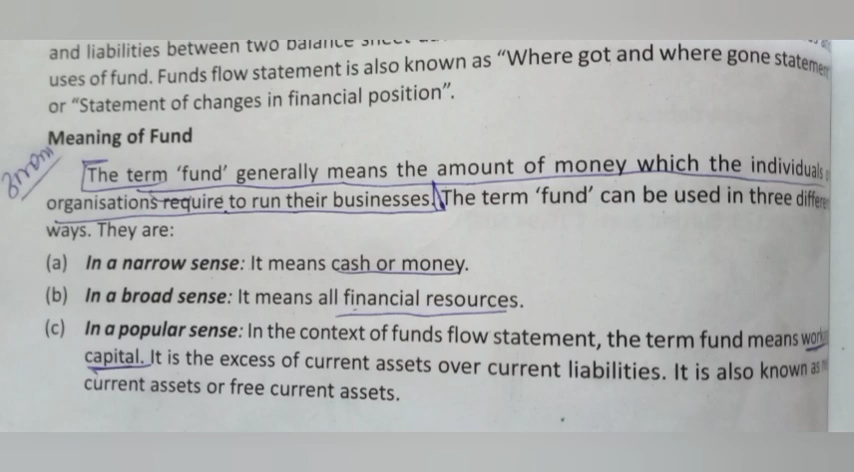 and liabilities between two balance
uses of fund. Funds flow statement is also known as “Where got and where gone statemen
or “Statement of changes in financial position”.
Meaning of Fund
The term ‘fund’ generally means the amount of money which the individuals
organisations require to run their businesses. The term ‘fund’ can be used in three differe
ways. They are:
(a) In a narrow sense: It means cash or money.
(b) In a broad sense: It means all financial resources.
(c) In a popular sense: In the context of funds flow statement, the term fund means work
capital. It is the excess of current assets over current liabilities. It is also known as
current assets or free current assets.